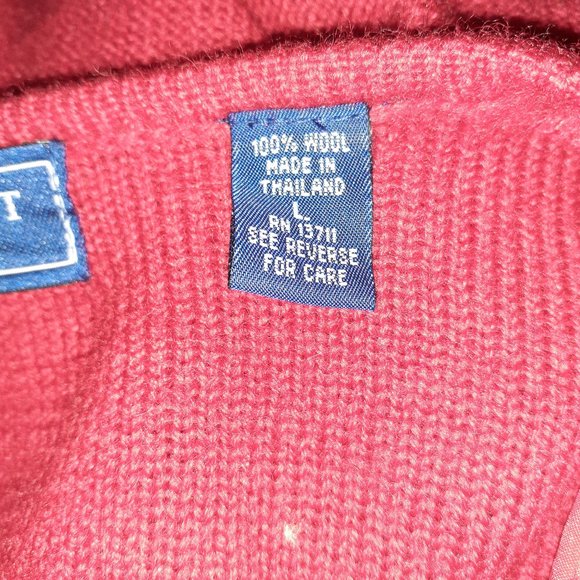 T
100% WOOL
MADE IN
THAILAND
L
RN 13711
SEE REVERSE
FOR CARE